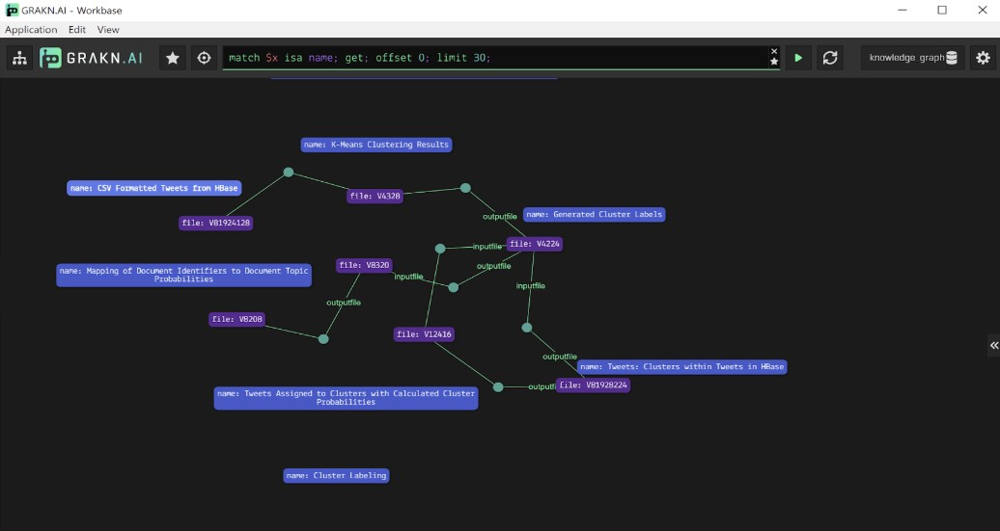 GRAKN.AI - Workbase
Application Edit View
GRAKN.AI
match $x isa name; get; offset 0; limit 30;
knowledge_graph
name: K-Means Clustering Results
name: CSV Formatted Tweets from HBase
file: V4328
outputfile
name: Generated Cluster Labels
file: V81924128
inputfile
file: V4224
name: Mapping of Document Identifiers to Document Topic
Probabilities
file: V8320
outputfile
inputfile
inputfile
outputfile
file: V8208
file: V12416
outputfile
name: Tweets: Clusters within Tweets in HBase
name: Tweets Assigned to Clusters with Calculated Cluster
Probabilities
outputfi
file: V81928224
name: Cluster Labeling